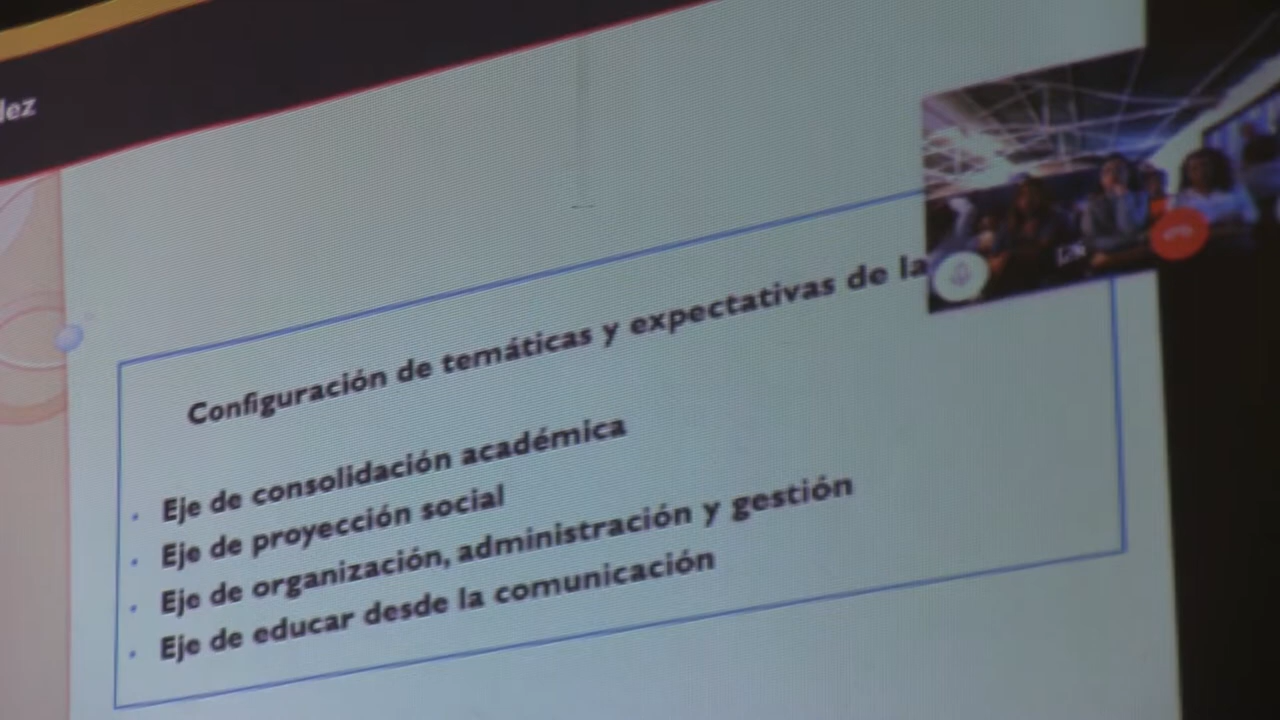 lez
Configuración de temáticas y expectativas de la
Eje de consolidación académica
Eje de proyección social
Eje de organización, administración y gestión
Eje de educar desde la comunicación